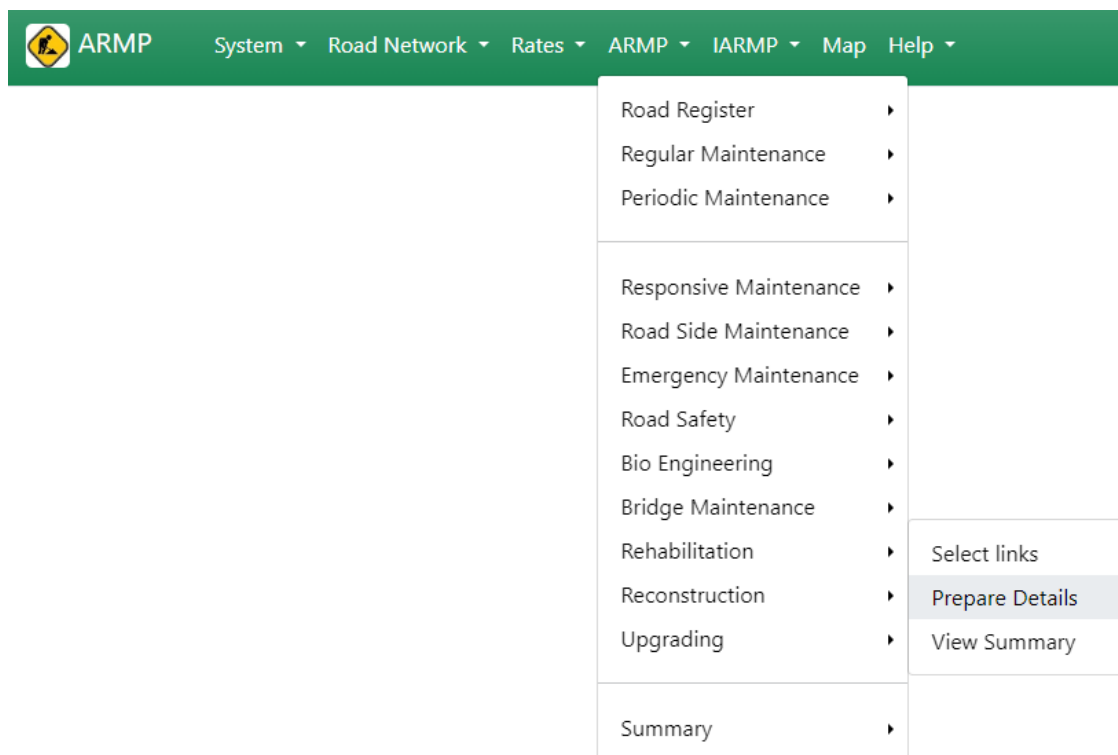 ARMP System Road Network Rates ARMP IARMP Map Help
Road Register
Regular Maintenance
Periodic Maintenance
Responsive Maintenance
Road Side Maintenance
Emergency Maintenance
Road Safety
Bio Engineering
Bridge Maintenance
Rehabilitation
Reconstruction
Upgrading
Summary
Select links
Prepare Details
View Summary